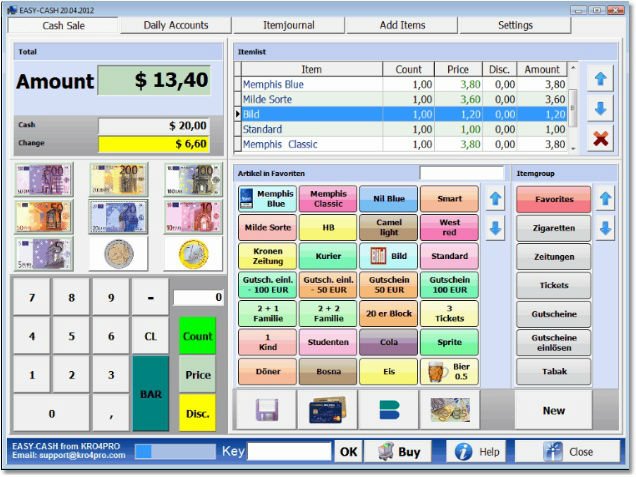 EASY-CASH 20.04.2012
Cash Sale Daily Accounts Itemjournal Add Items Settings
Total
Amount $ 13,40
Cash $ 20,00
Change $ 6,60
Itemlist
Item Count Price Disc. Amount
Memphis Blue 1,00 3,80 0,00 3,80
Milde Sorte 1,00 3,60 0,00 3,60
Bild 1,00 1,20 0,00 1,20
Standard 1,00 1,00 0,00 1,00
Memphis Classic 1,00 3,80 0,00 3,80
500 200 100
50 20 10
5 2 1
7 8 9 - 0
4 5 6 CL Count
1 2 3 BAR Price
0 , Disc.
Artikel in Favoriten
Memphis Blue Memphis Classic Nil Blue Smart
Milde Sorte HB Camel light West red
Kronen Zeitung Kurier Bild Standard
Gutsch. einl. - 100 EUR Gutsch. einl. - 50 EUR Gutschein 50 EUR Gutschein 100 EUR
2 + 1 Familie 2 + 2 Familie 20 er Block 3 Tickets
1 Kind Studenten Cola Sprite
Döner Bosna Eis Bier 0.5
Itemgroup
Favorites
Zigaretten
Zeitungen
Tickets
Gutscheine
Gutscheine einlösen
Tabak
New
EASY-CASH from KRO4PRO
Email: support@kro4pro.com
Key OK Buy Help Close